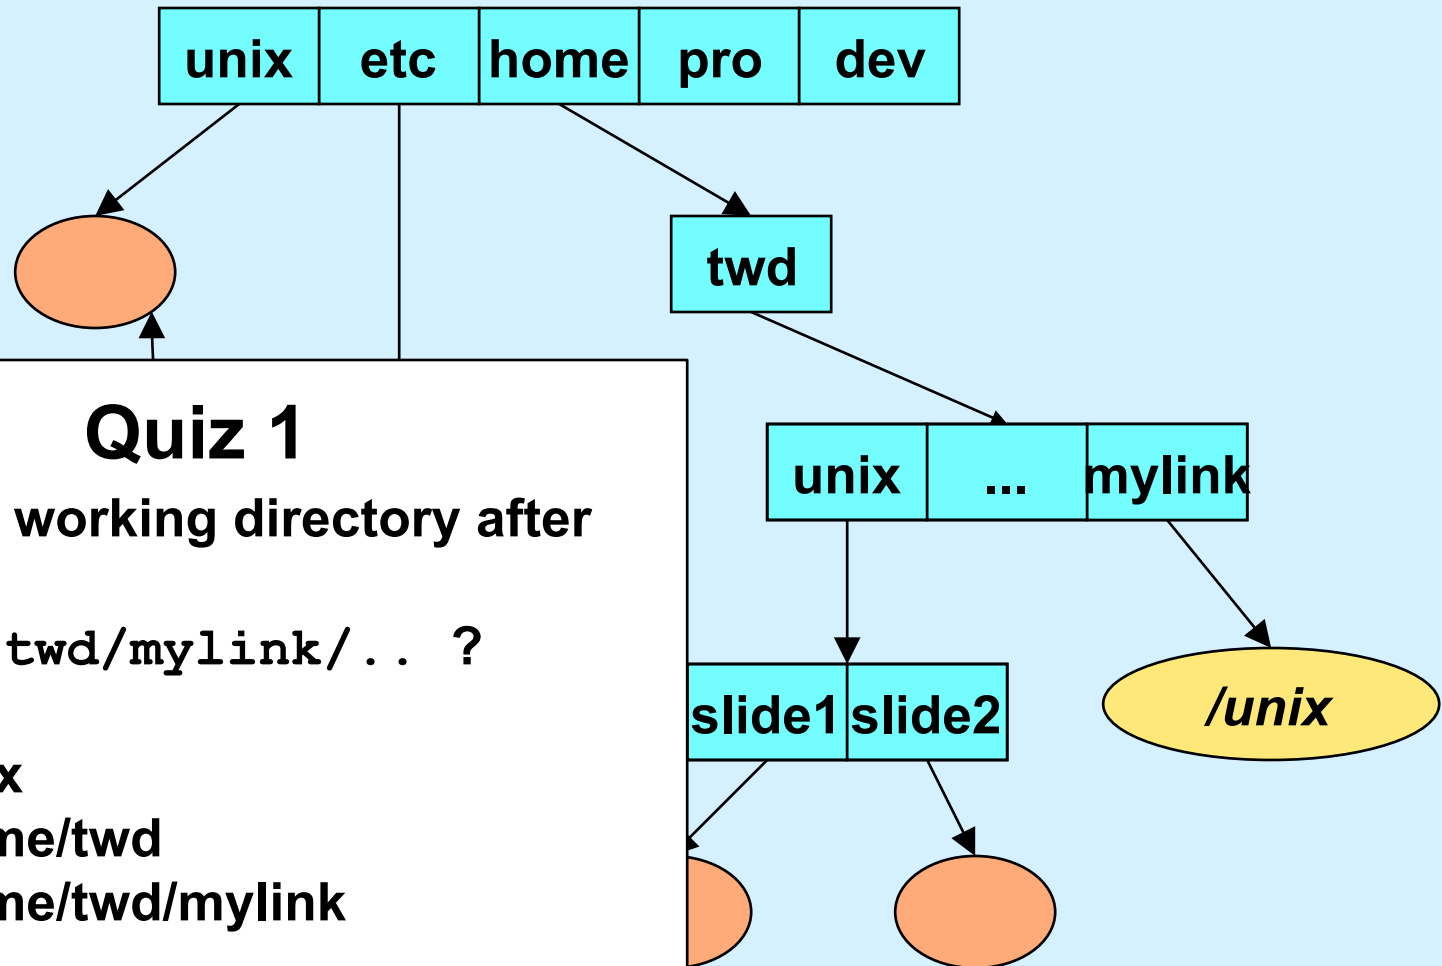 unix etc home pro dev
twd
Quiz 1
unix ... mylink
working directory after
twd/mylink/.. ?
slide1 slide2
/unix
x
me/twd
me/twd/mylink